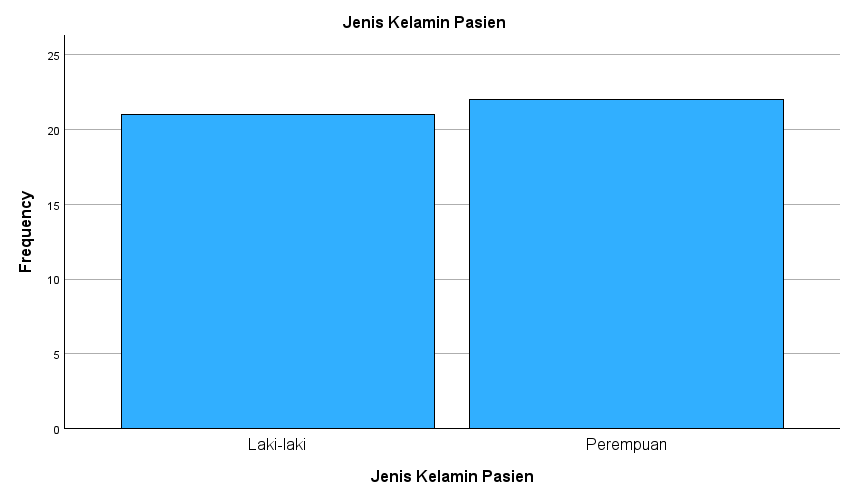 Jenis Kelamin Pasien
25
20
15
10
5
0
Frequency
Laki-laki
Perempuan
Jenis Kelamin Pasien